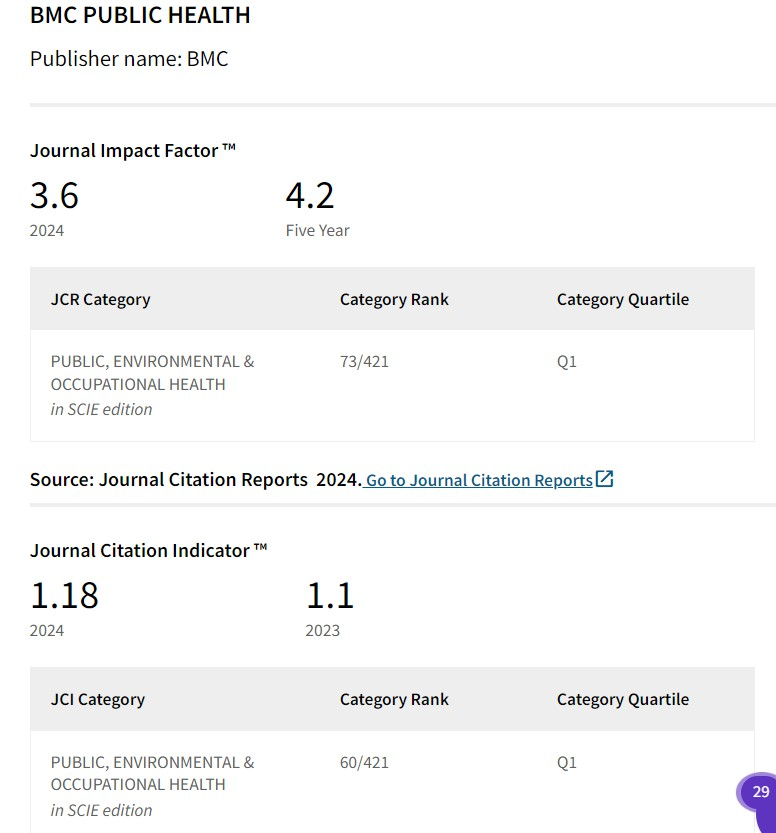 BMC PUBLIC HEALTH
Publisher name: BMC
Journal Impact Factor ™
3.6 4.2
2024 Five Year
JCR Category Category Rank Category Quartile
PUBLIC, ENVIRONMENTAL & 73/421 Q1
OCCUPATIONAL HEALTH
in SCIE edition
Source: Journal Citation Reports 2024. Go to Journal Citation Reports
Journal Citation Indicator ™
1.18 1.1
2024 2023
JCI Category Category Rank Category Quartile
PUBLIC, ENVIRONMENTAL & 60/421 Q1
OCCUPATIONAL HEALTH
in SCIE edition
29